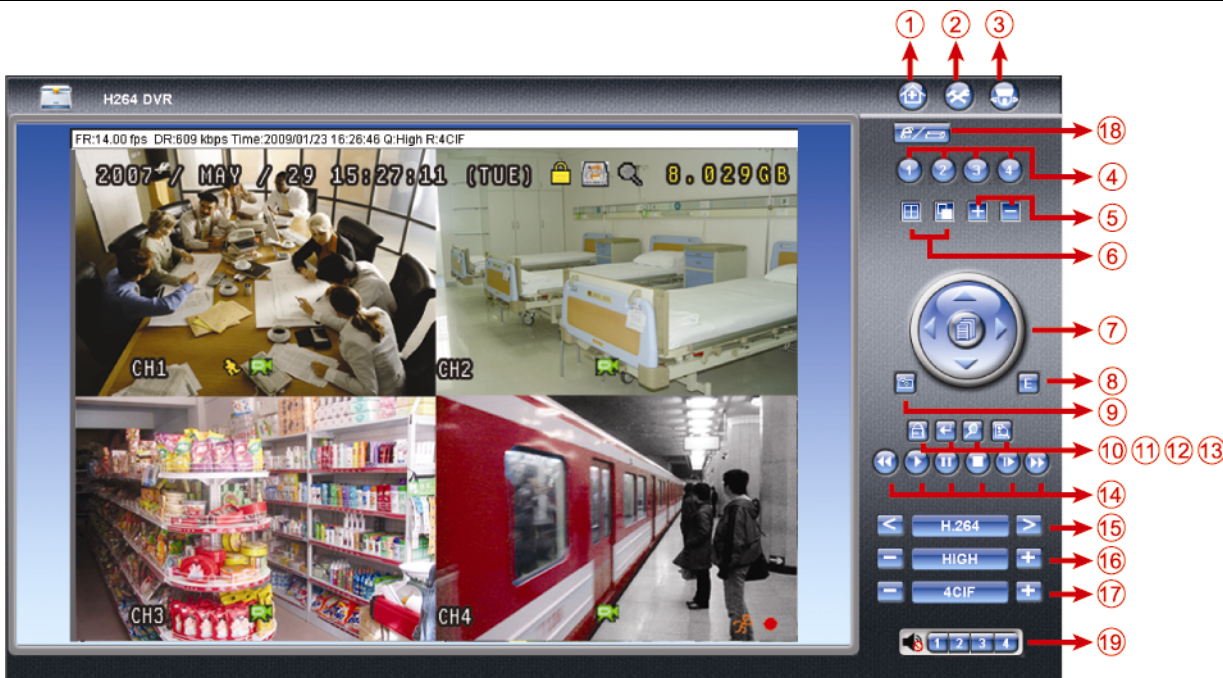 ① ② ③
H264 DVR
FR:14.00 fps DR:609 kbps Time:2009/01/23 16:26:46 Q:High R:4CIF
2007 / MAY / 29 15:27:11 (TUE) 8.029GB
⑱
1 2 3 4
④
⑤
⑥
⑦
CH1
CH2
E
⑧
⑨
⑩ ⑪ ⑫ ⑬
⑭
< H.264 >
⑮
− HIGH +
⑯
− 4CIF +
⑰
CH3
CH4
1 2 3 4
⑲